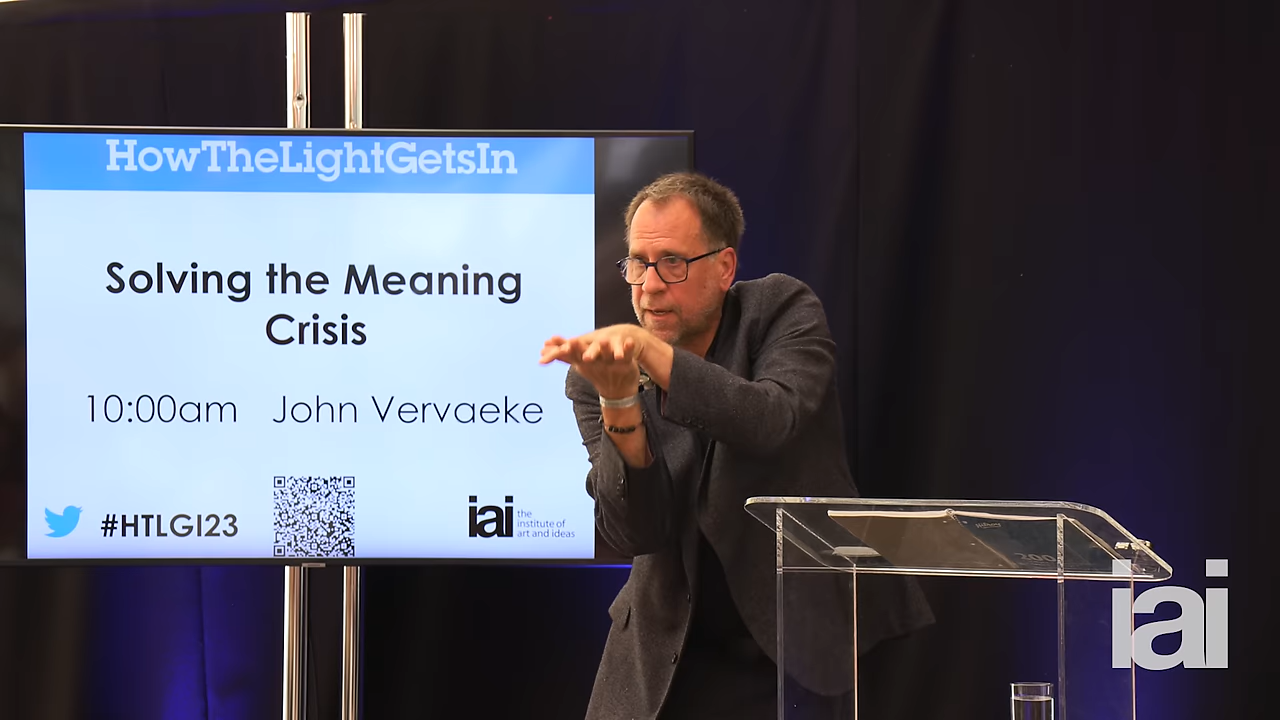 HowTheLightGetsIn
Solving the Meaning
Crisis
10:00am John Vervaeke
#HTLGI23
iai
the
institute of
art and ideas
iai